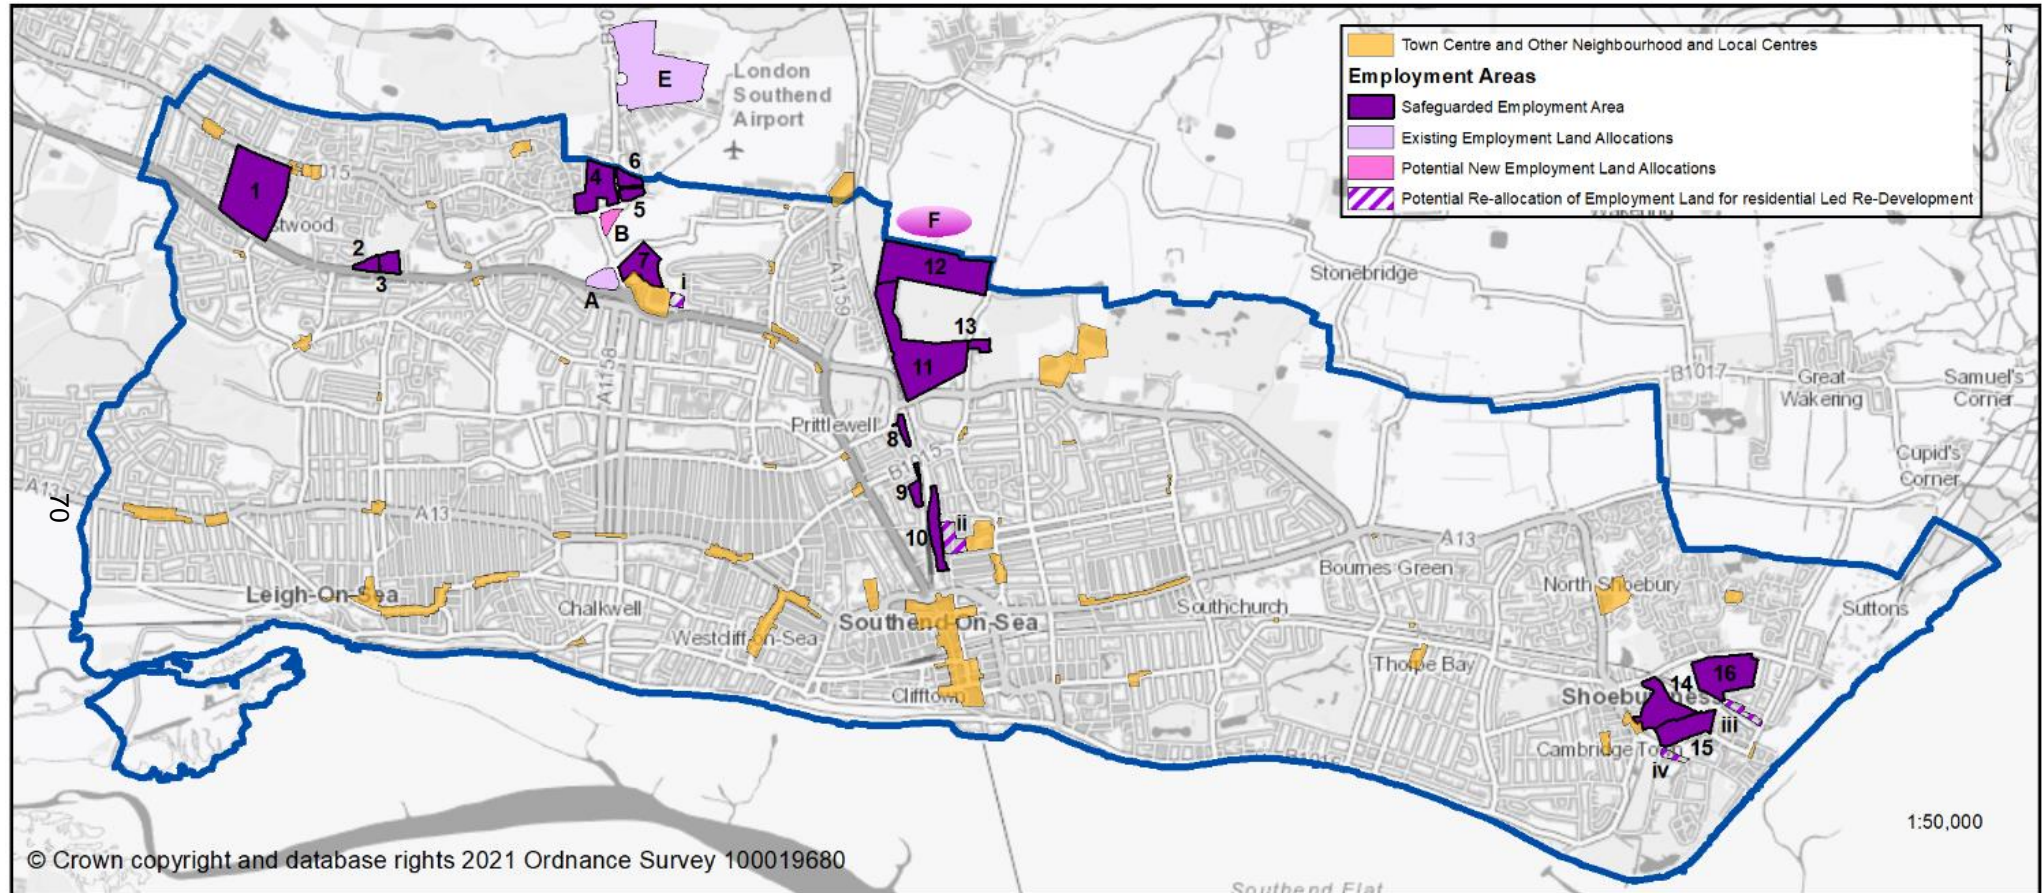 Town Centre and Other Neighbourhood and Local Centres
Employment Areas
Safeguarded Employment Area
Existing Employment Land Allocations
Potential New Employment Land Allocations
Potential Re-allocation of Employment Land for residential Led Re-Development
N
E
London
Southend
Airport
6
4
5
1
B
F
2
3
7
i
A
A1159
12
Stonebridge
13
11
A1158
B1017
Great
Wakering
Samuel's
Corner
Prittlewell
8
B1015
Cupid's
Corner
9
A13
70
A13
10
ii
A13
Bournes Green
North Shoebury
Leigh-On-Sea
Chalkwell
Southchurch
Suttons
Westcliff-on-Sea
Southend-On-Sea
Thorpe Bay
16
14
Clifftown
iii
15
iv
B1016
1:50,000
© Crown copyright and database rights 2021 Ordnance Survey 100019680
Southend Flat